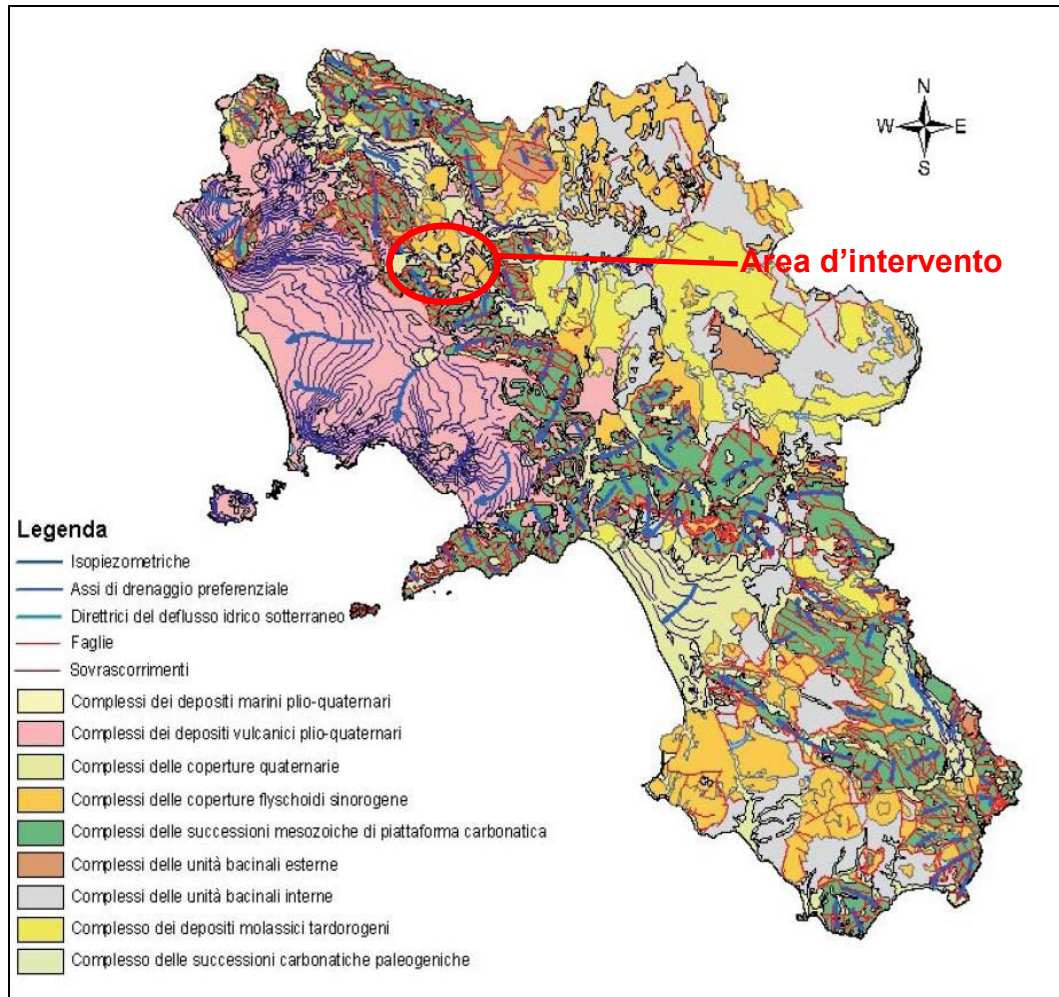 N
W E
S
Area d'intervento
Legenda
Isopiezometriche
Assi di drenaggio preferenziale
Direttrici del deflusso idrico sotterraneo
Faglie
Sovrascorrimenti
Complessi dei depositi marini plio-quaternari
Complessi dei depositi vulcanici plio-quaternari
Complessi delle coperture quaternarie
Complessi delle coperture flyschoidi sinorogene
Complessi delle successioni mesozoiche di piattaforma carbonatica
Complessi delle unità bacinali esterne
Complessi delle unità bacinali interne
Complesso dei depositi molassici tardorogeni
Complesso delle successioni carbonatiche paleogeniche